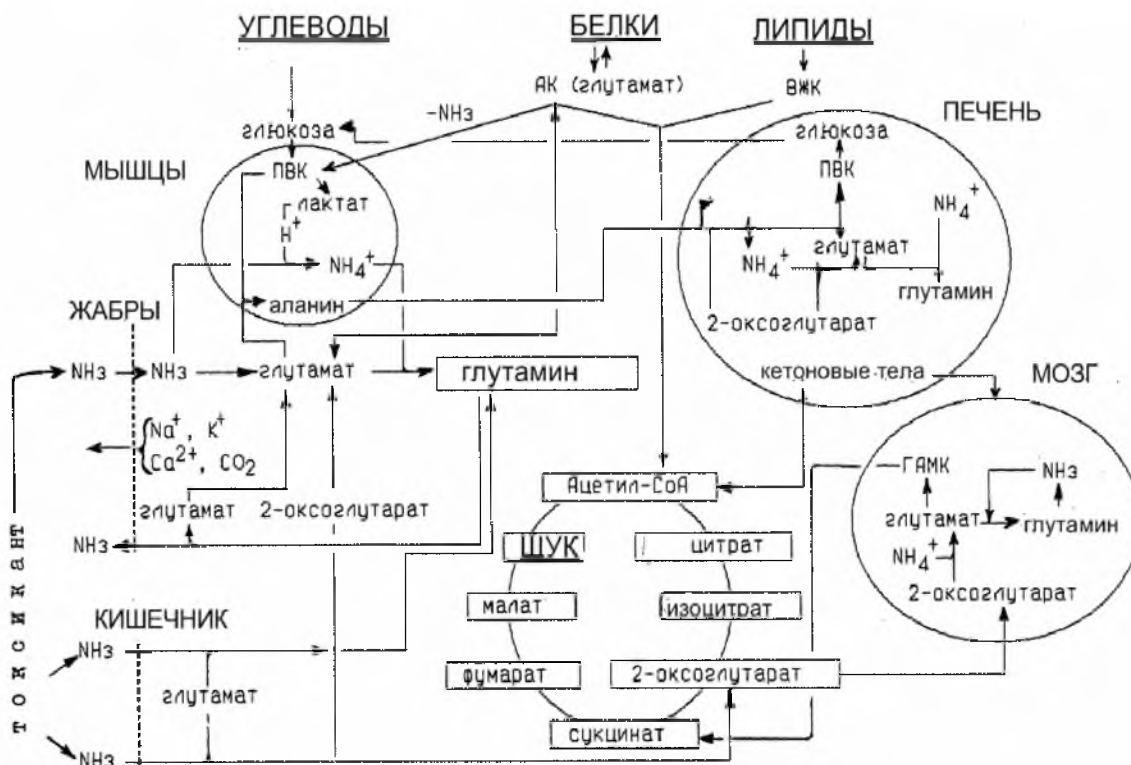 УГЛЕВОДЫ БЕЛКИ ЛИПИДЫ
АК (глутамат) ВЖК
-NH3
ПЕЧЕНЬ
глюкоза глюкоза
МЫШЦЫ ПВК ПВК
лактат NH4+
H+
глутамат
NH4+ NH4+
глутамин
ЖАБРЫ аланин 2-оксоглутарат
NH3 NH3 глутамат глутамин кетоновые тела МОЗГ
Na+, K+
Ca2+, CO2
ГАМК NH3
Ацетил-CoA
глутамат 2-оксоглутарат глутамат глутамин
NH3 ЩУК цитрат NH4+
2-оксоглутарат
малат изоцитрат
КИШЕЧНИК
NH3
глутамат фумарат 2-оксоглутарат
сукцинат
NH3
токсикант